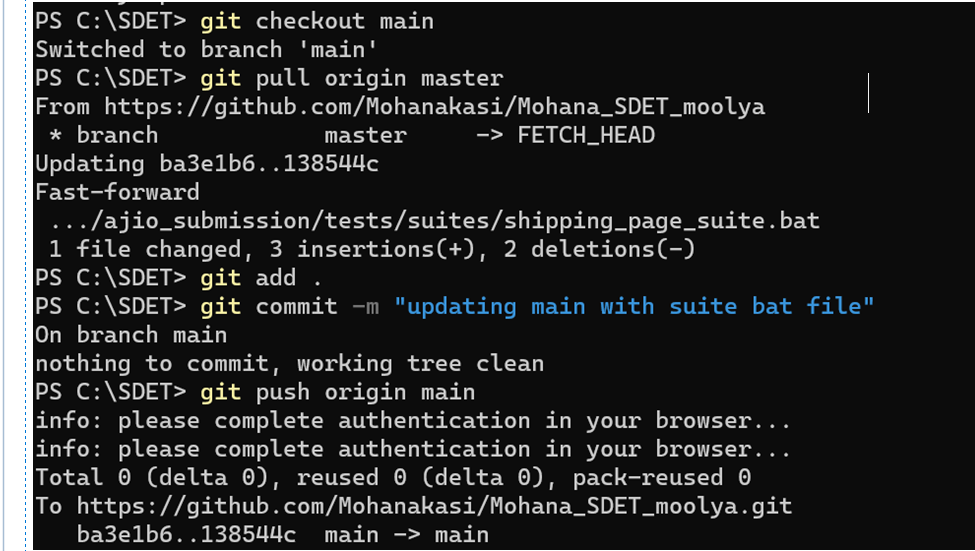 PS C:\SDET> git checkout main
Switched to branch 'main'
PS C:\SDET> git pull origin master
From https://github.com/Mohanakasi/Mohana_SDET_moolya
 * branch            master     -> FETCH_HEAD
Updating ba3e1b6..138544c
Fast-forward
 .../ajio_submission/tests/suites/shipping_page_suite.bat
 1 file changed, 3 insertions(+), 2 deletions(-)
PS C:\SDET> git add .
PS C:\SDET> git commit -m "updating main with suite bat file"
On branch main
nothing to commit, working tree clean
PS C:\SDET> git push origin main
info: please complete authentication in your browser...
info: please complete authentication in your browser...
Total 0 (delta 0), reused 0 (delta 0), pack-reused 0
To https://github.com/Mohanakasi/Mohana_SDET_moolya.git
   ba3e1b6..138544c  main -> main